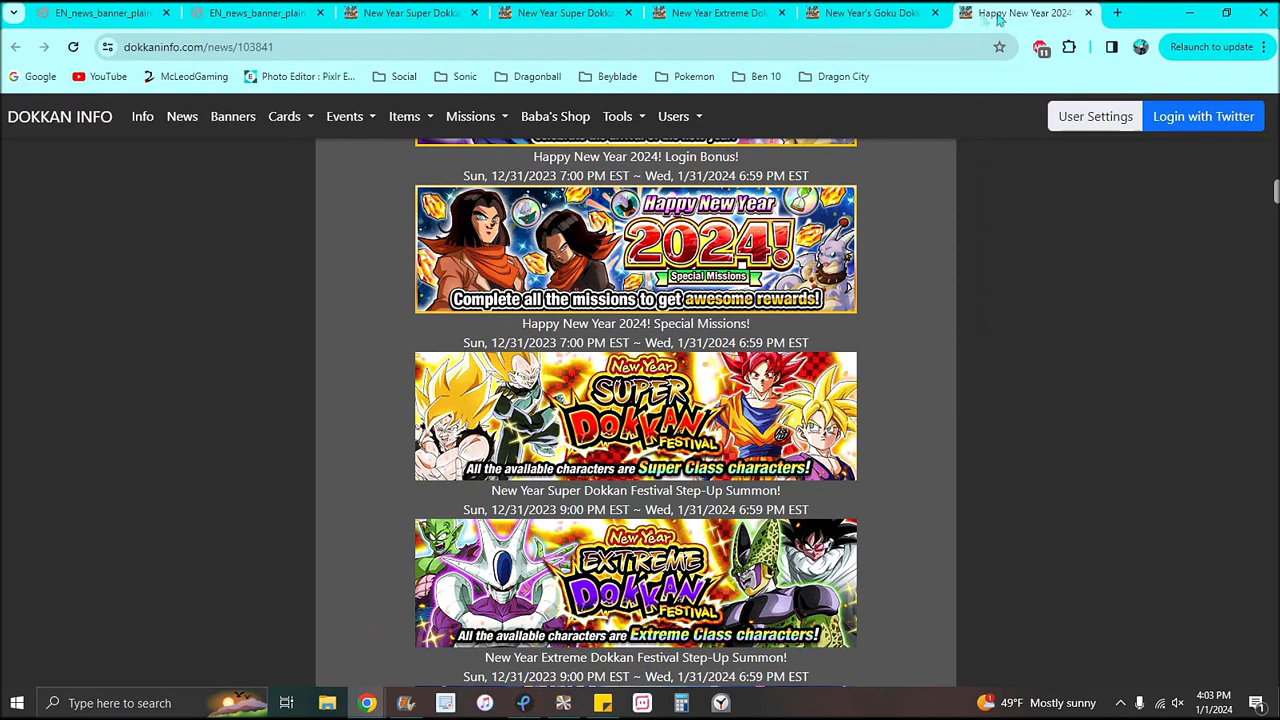 EN_news_banner_plain
EN_news_banner_plain
New Year Super Dokka
New Year Super Dokka
New Year Extreme Dok
New Year's Goku Dokk
Happy New Year 2024!
dokkaninfo.com/news/103841
11
Relaunch to update
Google
YouTube
McLeodGaming
Photo Editor : Pixlr E...
Social
Sonic
Dragonball
Beyblade
Pokemon
Ben 10
Dragon City
DOKKAN INFO
Info
News
Banners
Cards
Events
Items
Missions
Baba's Shop
Tools
Users
User Settings
Login with Twitter
Happy New Year 2024! Login Bonus!
Sun, 12/31/2023 7:00 PM EST ~ Wed, 1/31/2024 6:59 PM EST
Happy New Year
2024!
Special Missions
Complete all the missions to get awesome rewards!
Happy New Year 2024! Special Missions!
Sun, 12/31/2023 7:00 PM EST ~ Wed, 1/31/2024 6:59 PM EST
New Year
SUPER
DOKKAN
FESTIVAL
All the available characters are Super Class characters!
New Year Super Dokkan Festival Step-Up Summon!
Sun, 12/31/2023 9:00 PM EST ~ Wed, 1/31/2024 6:59 PM EST
New Year
EXTREME
DOKKAN
FESTIVAL
All the available characters are Extreme Class characters!
New Year Extreme Dokkan Festival Step-Up Summon!
Sun, 12/31/2023 9:00 PM EST ~ Wed, 1/31/2024 6:59 PM EST
Type here to search
49°F Mostly sunny
4:03 PM
1/1/2024